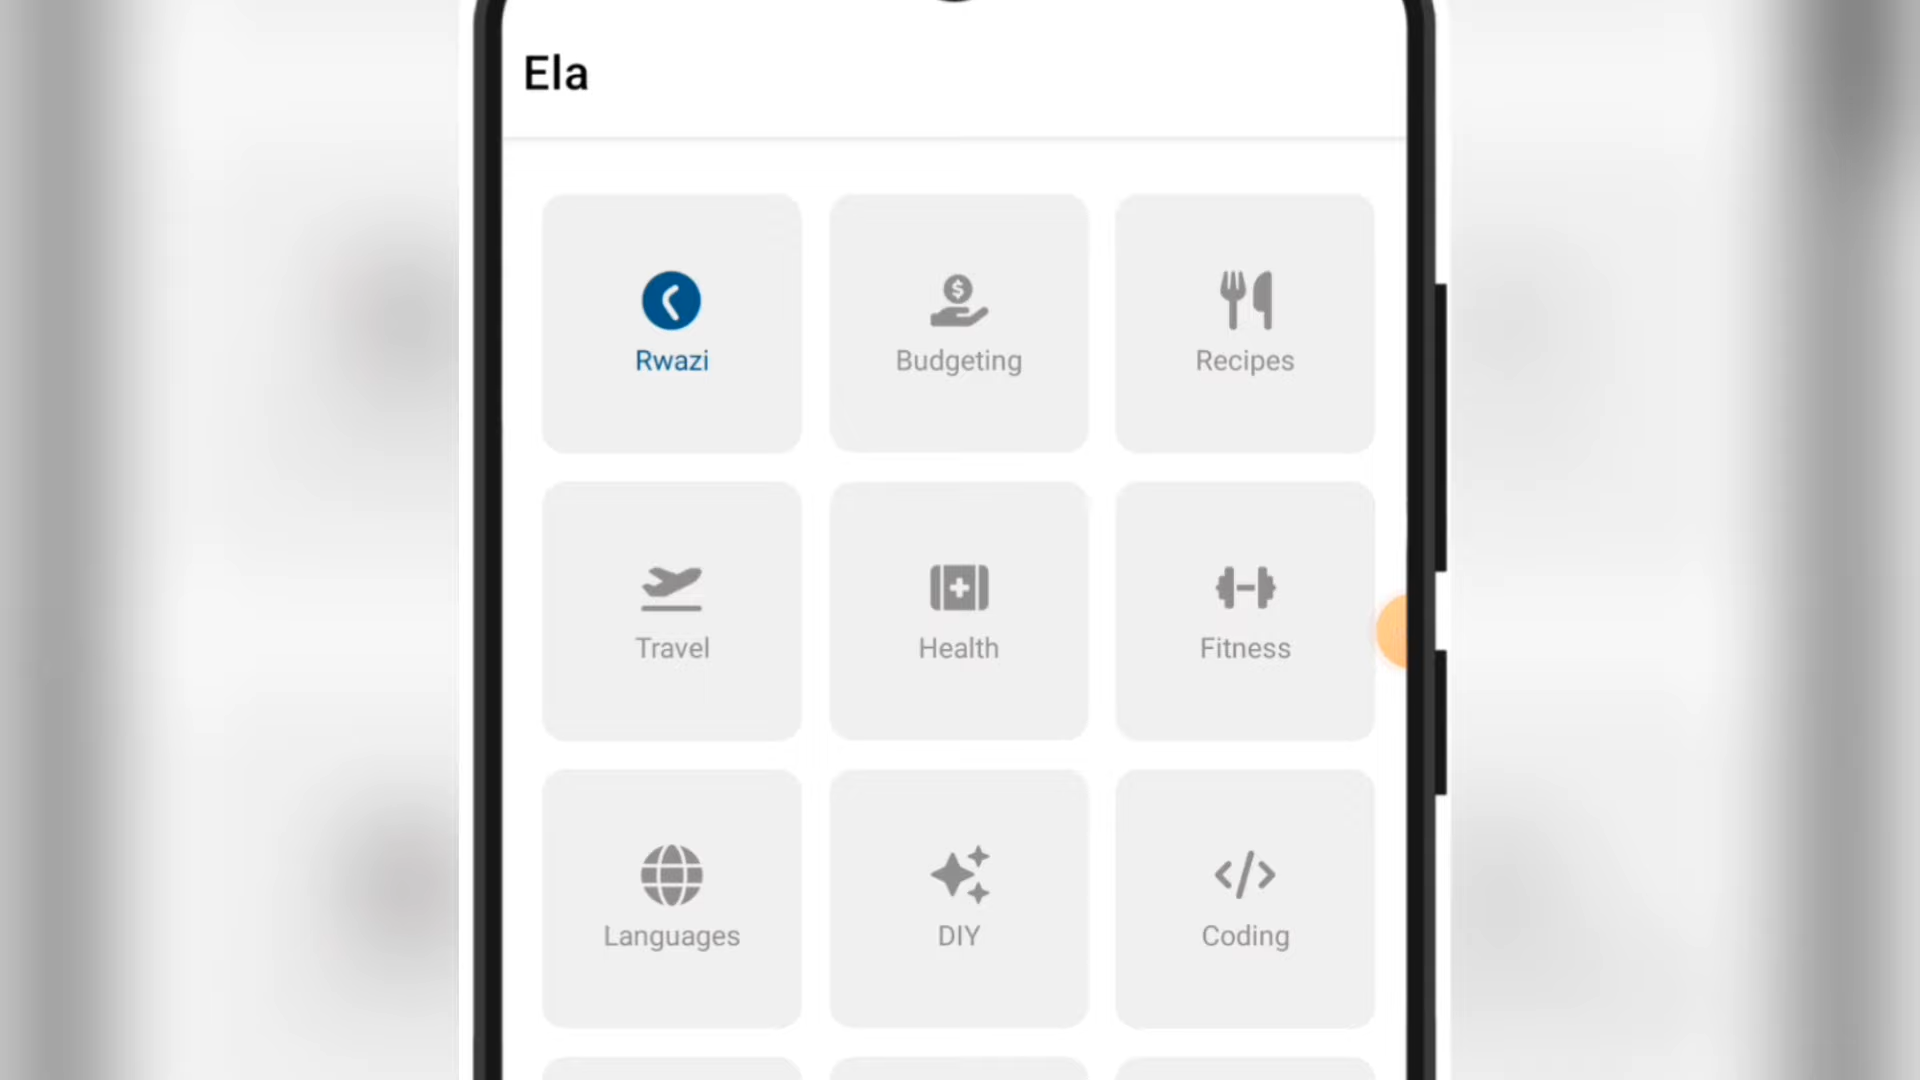 Ela
Rwazi
Budgeting
Recipes
Travel
Health
Fitness
Languages
DIY
Coding